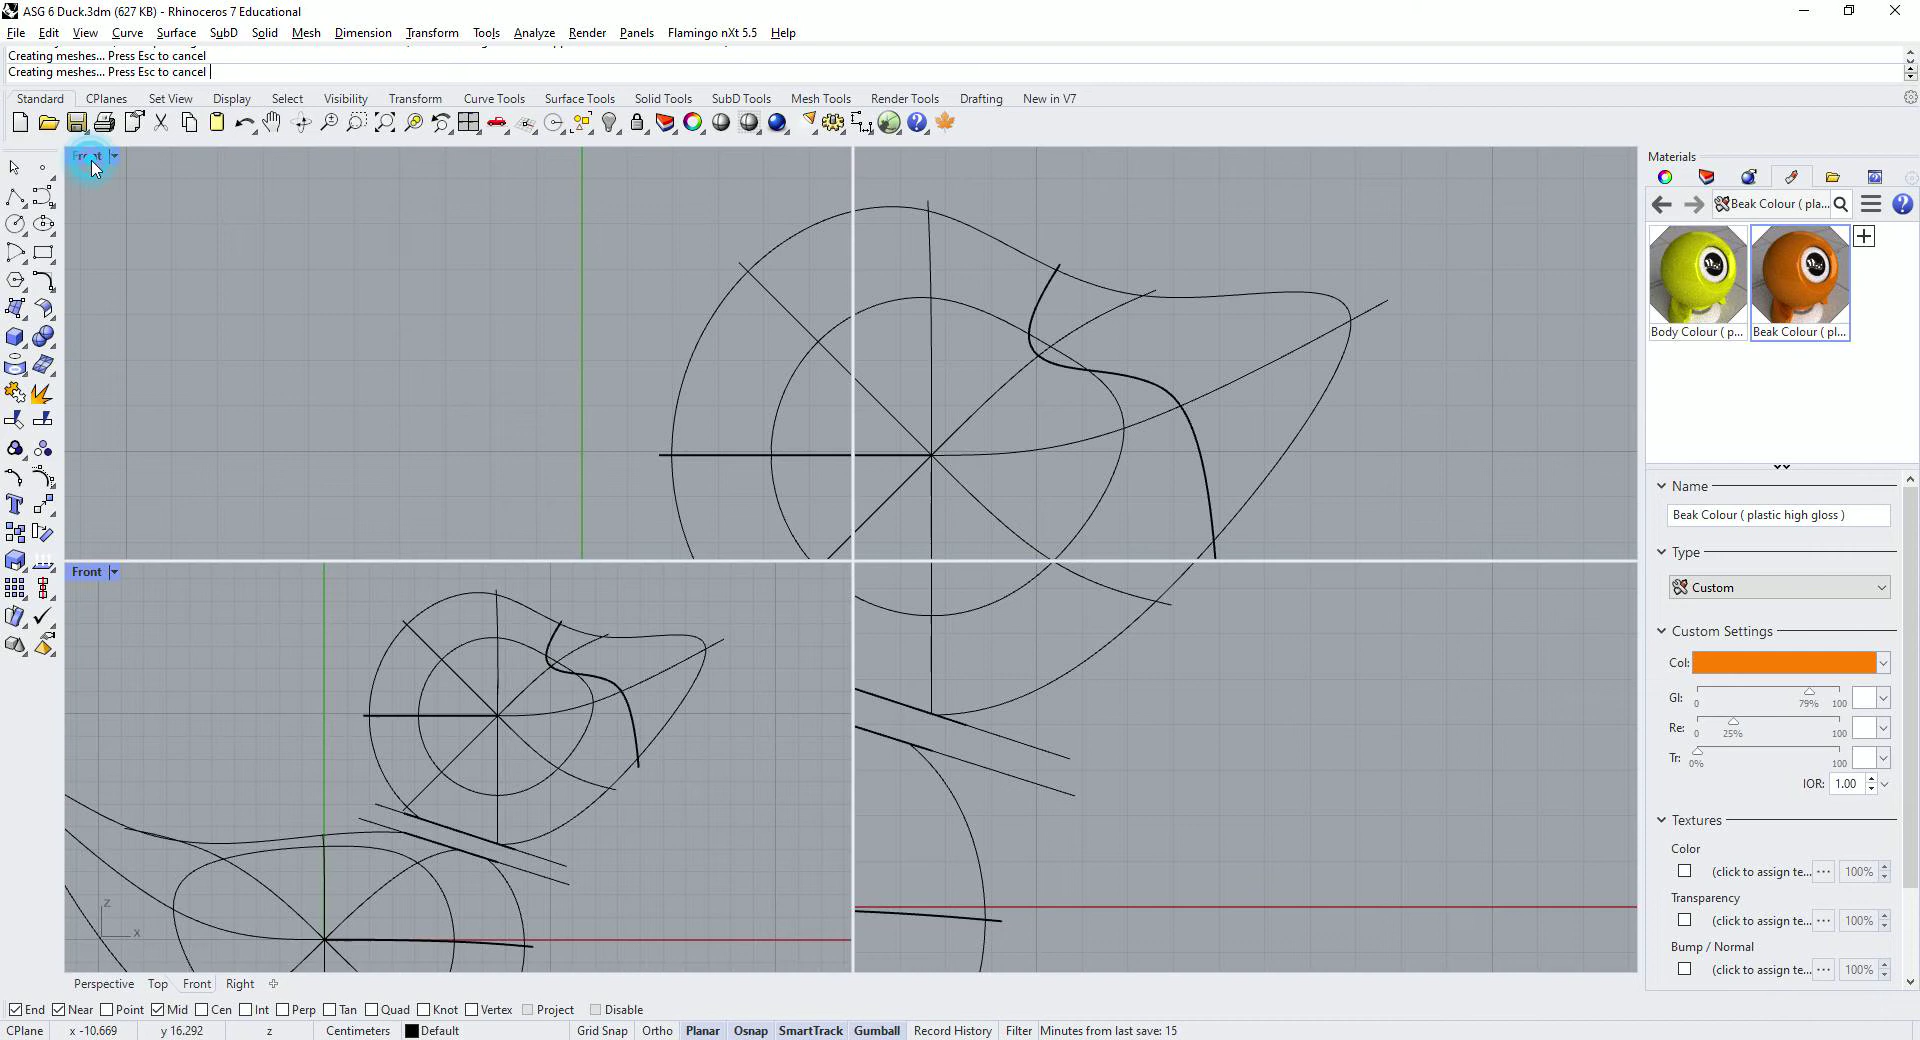 ASG 6 Duck.3dm (627 KB) - Rhinoceros 7 Educational
File Edit View Curve Surface SubD Solid Mesh Dimension Transform Tools Analyze Render Panels Flamingo nXt 5.5 Help
Creating meshes... Press Esc to cancel
Creating meshes... Press Esc to cancel
Standard CPlanes Set View Display Select Visibility Transform Curve Tools Surface Tools Solid Tools SubD Tools Mesh Tools Render Tools Drafting New in V7
Front
Materials
Beak Colour ( pla...
Body Colour ( p...
Beak Colour ( pl...
Name
Beak Colour ( plastic high gloss )
Type
Custom
Custom Settings
Col:
Gl: 0 79% 100
Re: 0 25% 100
Tr: 0% 100
IOR: 1.00
Textures
Color
(click to assign te... ... 100%
Transparency
(click to assign te... ... 100%
Bump / Normal
(click to assign te... ... 100%
Front
z
x
Perspective Top Front Right
End Near Point Mid Cen Int Perp Tan Quad Knot Vertex Project Disable
CPlane x -10.669 y 16.292 z Centimeters Default Grid Snap Ortho Planar Osnap SmartTrack Gumball Record History Filter Minutes from last save: 15